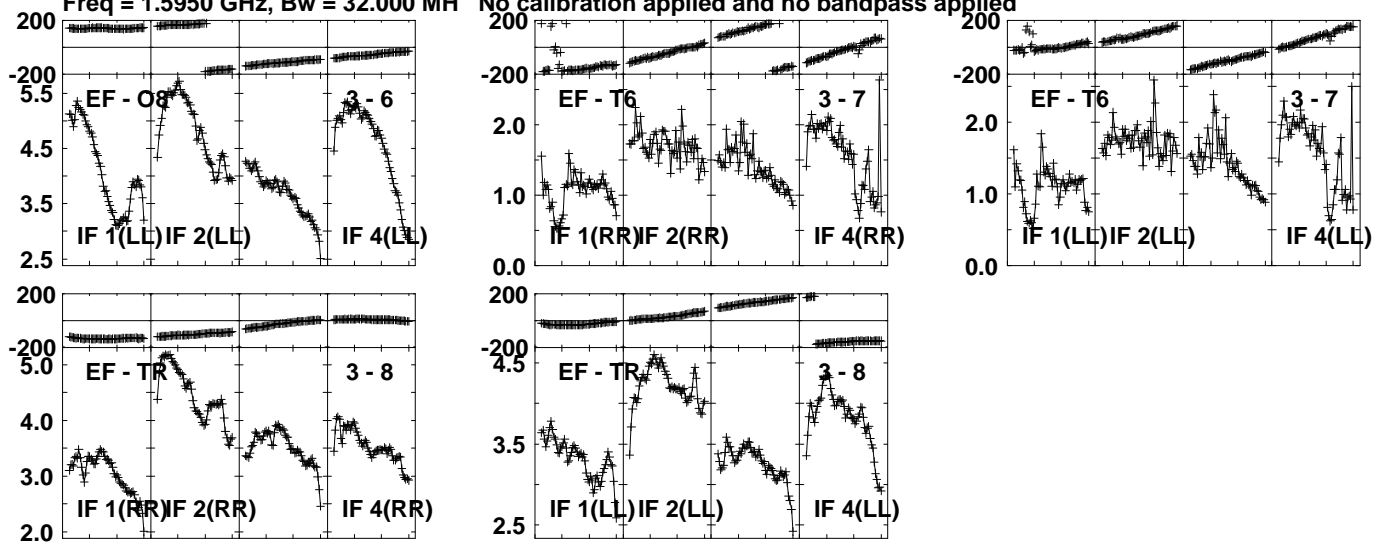 Freq = 1.5950 GHz, Bw = 32.000 MH No calibration applied and no bandpass applied
200
-200
5.5
4.5
3.5
2.5
EF - O8
3 - 6
IF 1(LL)
IF 2(LL)
IF 4(LL)
200
-200
2.0
1.0
0.0
EF - T6
3 - 7
IF 1(RR)
IF 2(RR)
IF 4(RR)
200
-200
2.0
1.0
0.0
EF - T6
3 - 7
IF 1(LL)
IF 2(LL)
IF 4(LL)
200
-200
5.0
4.0
3.0
2.0
EF - TR
3 - 8
IF 1(RR)
IF 2(RR)
IF 4(RR)
200
-200
4.5
3.5
2.5
EF - TR
3 - 8
IF 1(LL)
IF 2(LL)
IF 4(LL)